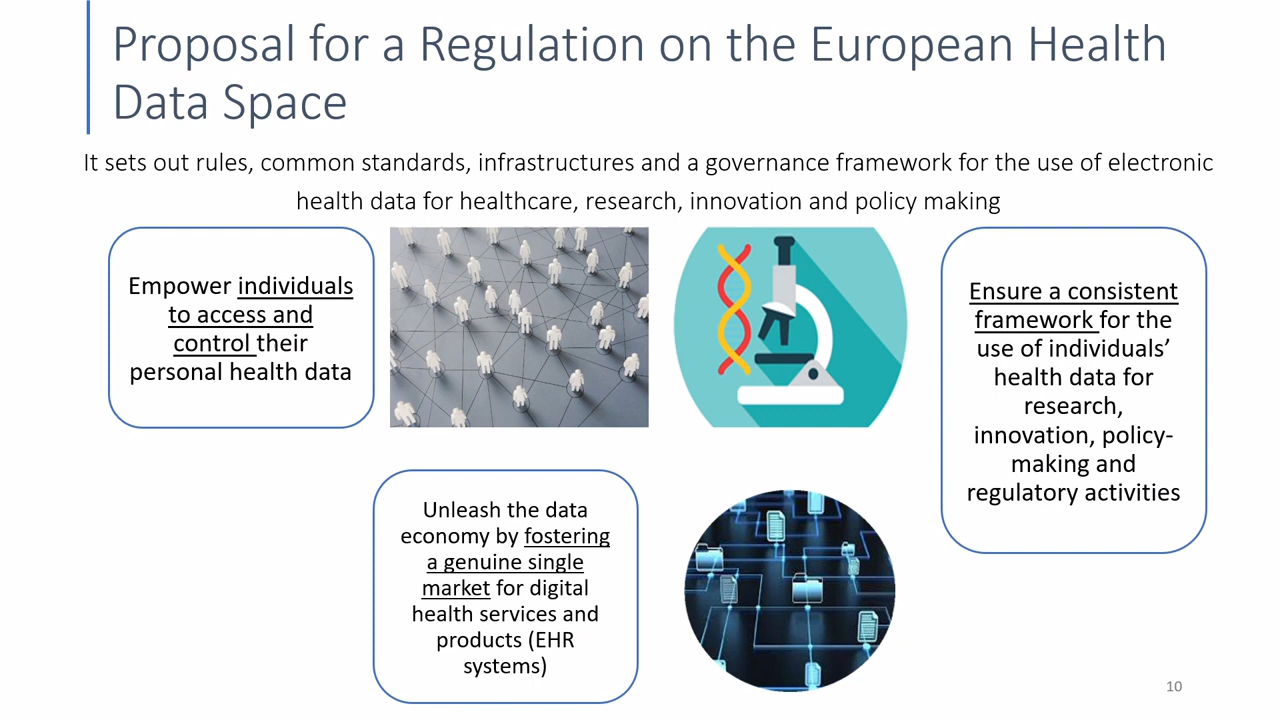 Proposal for a Regulation on the European Health
Data Space
It sets out rules, common standards, infrastructures and a governance framework for the use of electronic
health data for healthcare, research, innovation and policy making
Empower individuals
to access and
control their
personal health data
Ensure a consistent
framework for the
use of individuals’
health data for
research,
innovation, policy-
making and
regulatory activities
Unleash the data
economy by fostering
a genuine single
market for digital
health services and
products (EHR
systems)
10